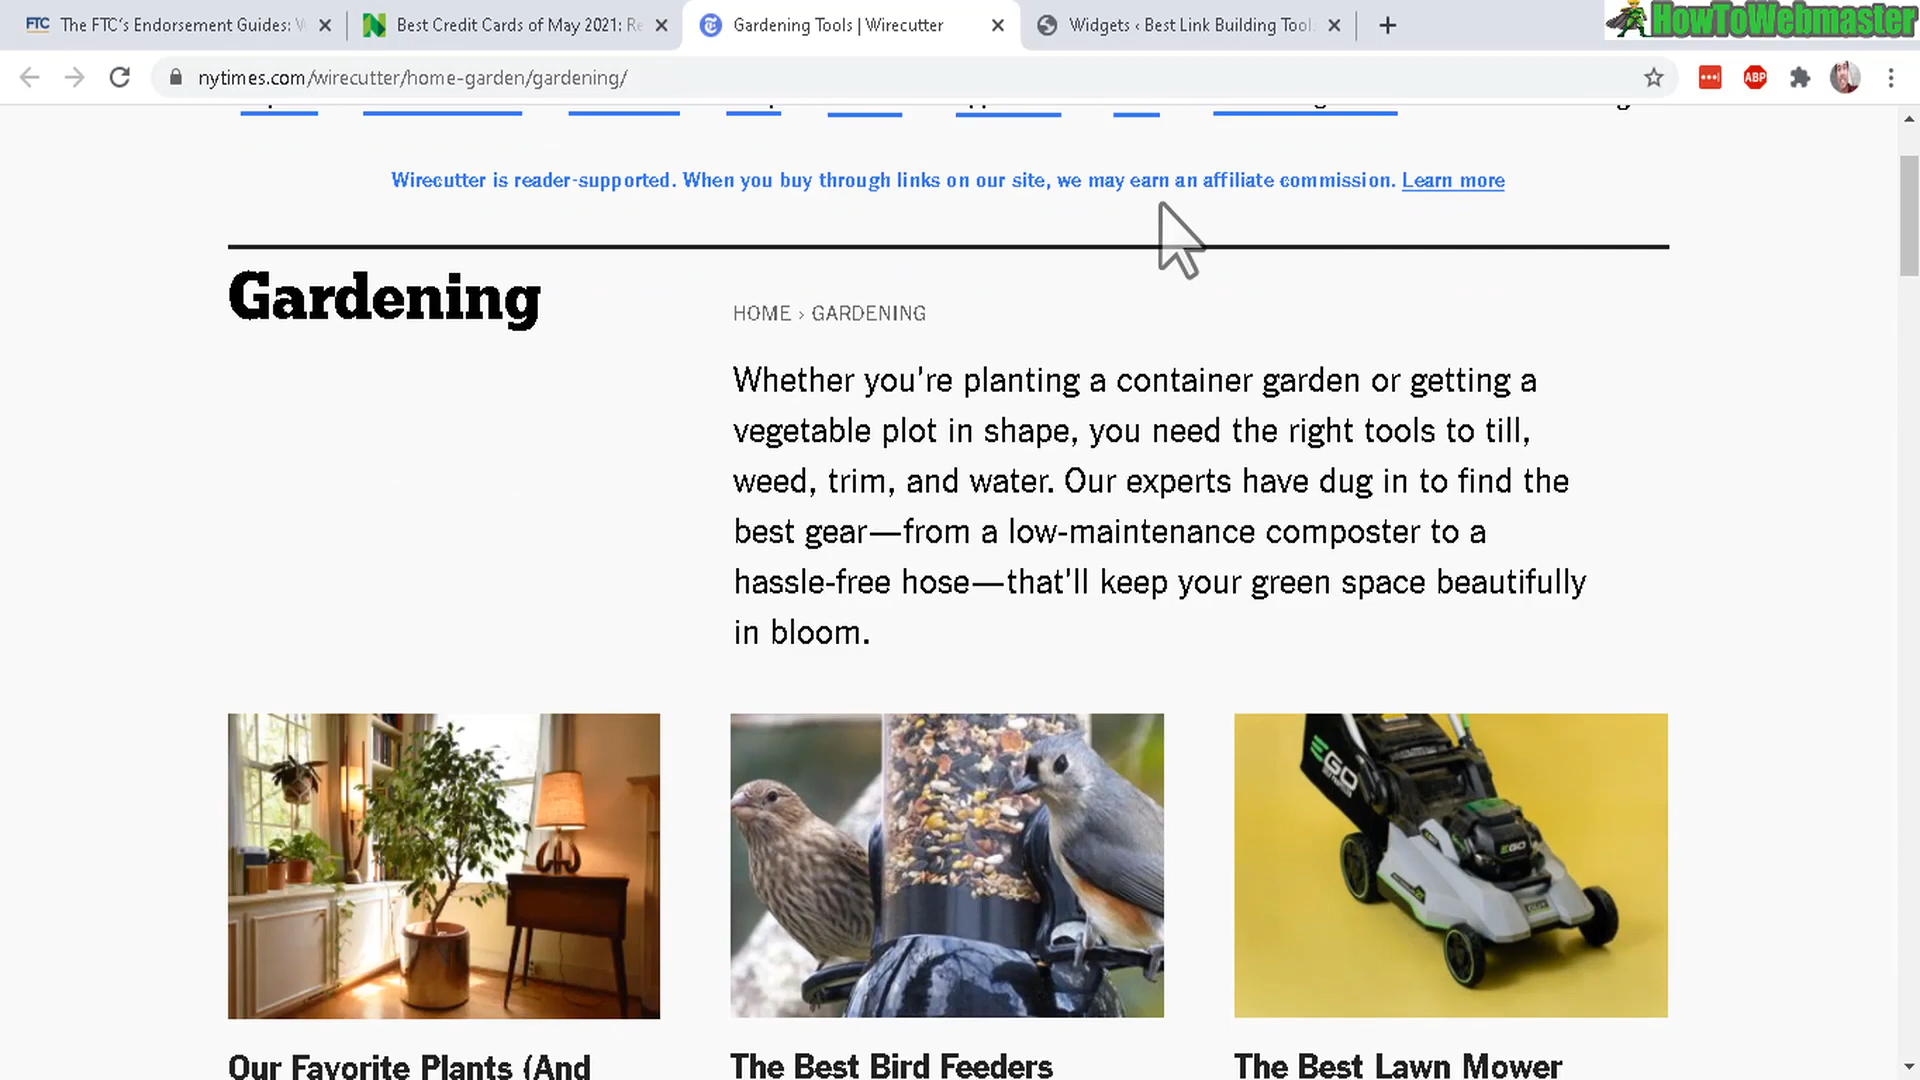 FTC The FTC's Endorsement Guides:
Best Credit Cards of May 2021: Re
Gardening Tools | Wirecutter
Widgets ‹ Best Link Building Tool
HowToWebmaster
nytimes.com/wirecutter/home-garden/gardening/
ABP
Wirecutter is reader-supported. When you buy through links on our site, we may earn an affiliate commission. Learn more
Gardening
HOME › GARDENING
Whether you're planting a container garden or getting a
vegetable plot in shape, you need the right tools to till,
weed, trim, and water. Our experts have dug in to find the
best gear—from a low-maintenance composter to a
hassle-free hose—that'll keep your green space beautifully
in bloom.
EGO
EGO
Our Favorite Plants (And
The Best Bird Feeders
The Best Lawn Mower